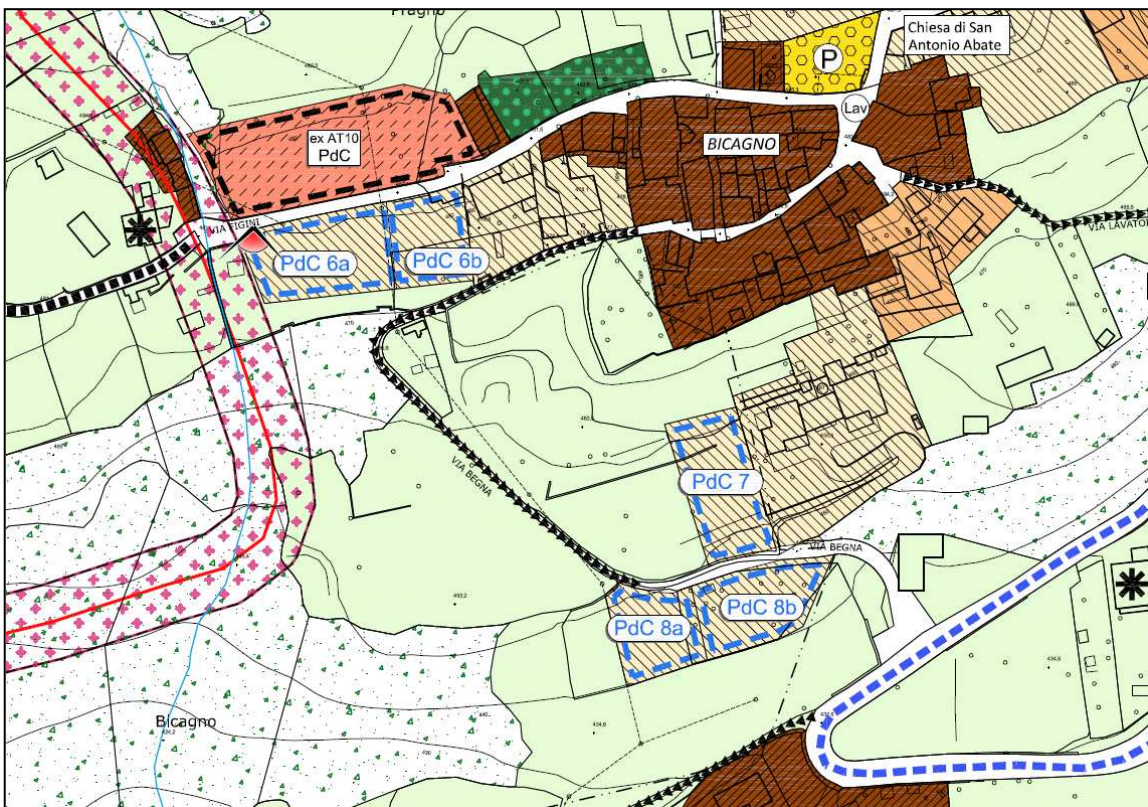 Fragno
Chiesa di San
Antonio Abate
P
Lav
ex AT10
PdC
BICAGNO
VIA FIGINI
VIA LAVATOI
PdC 6a
PdC 6b
VIA BEGNA
PdC 7
VIA BEGNA
PdC 8b
PdC 8a
Bicagno